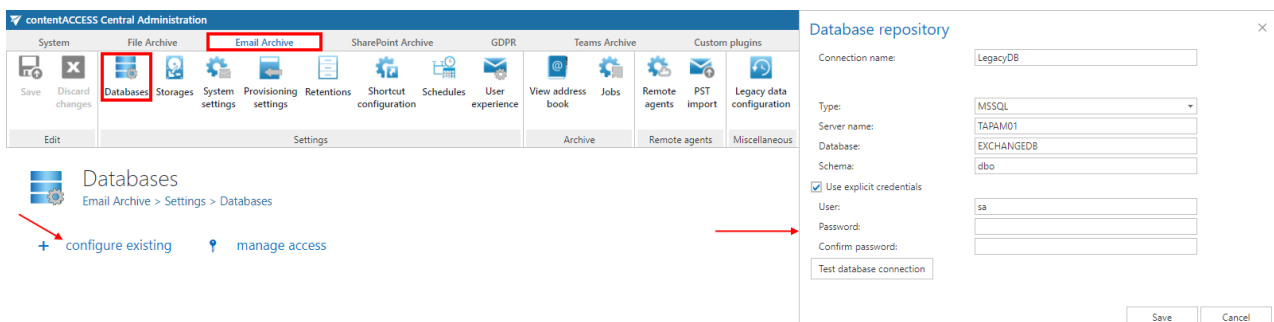 contentACCESS Central Administration
System File Archive Email Archive SharePoint Archive GDPR Teams Archive Custom plugins
Save Discard changes Databases Storages System settings Provisioning settings Retentions Shortcut configuration Schedules User experience View address book Jobs Remote agents PST import Legacy data configuration
Edit Settings Archive Remote agents Miscellaneous
Databases
Email Archive > Settings > Databases
+ configure existing manage access
Database repository
Connection name: LegacyDB
Type: MSSQL
Server name: TAPAM01
Database: EXCHANGEDB
Schema: dbo
Use explicit credentials
User: sa
Password:
Confirm password:
Test database connection
Save Cancel